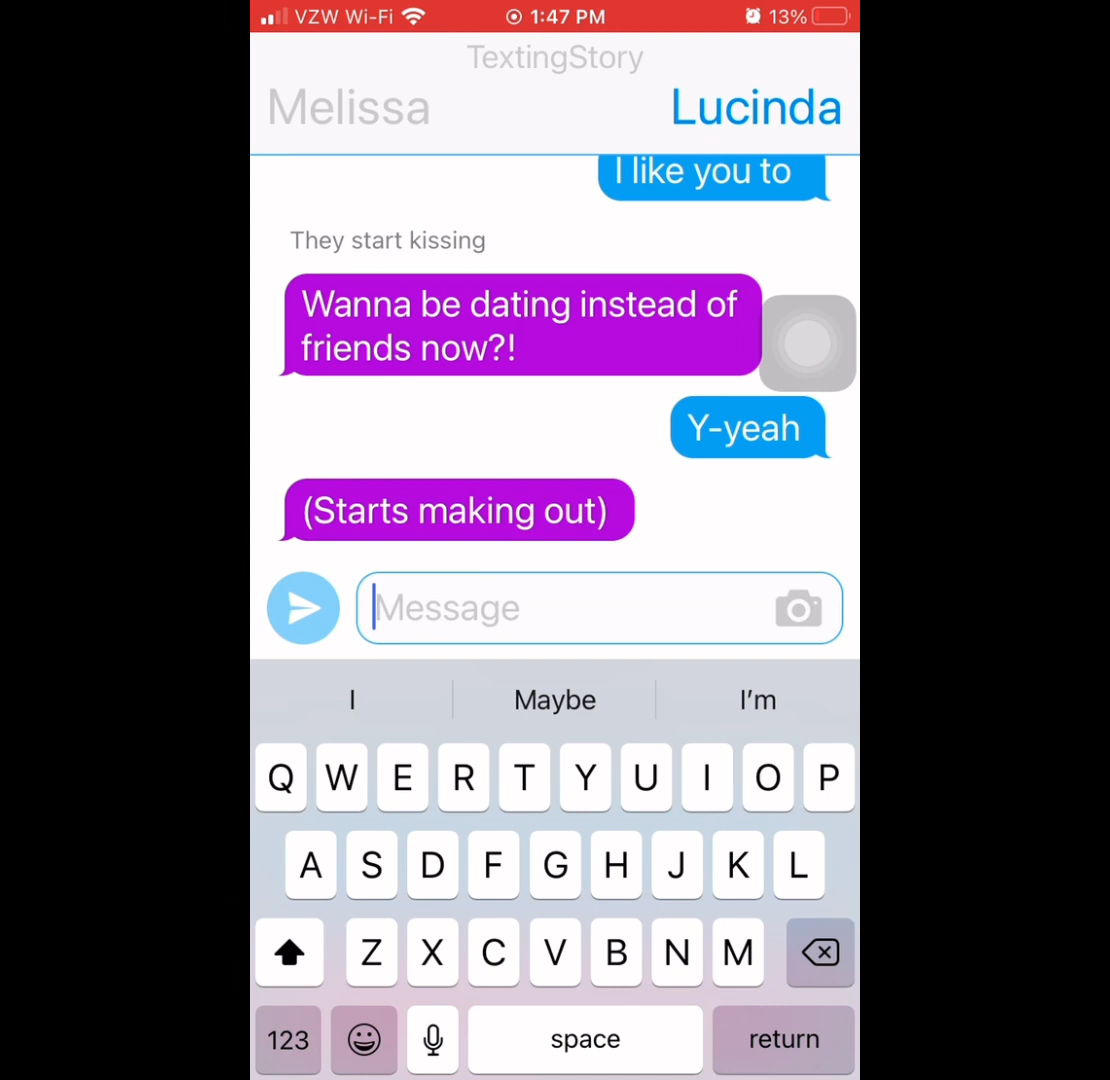 VZW Wi-Fi 1:47 PM 13%
TextingStory
Melissa Lucinda
I like you to
They start kissing
Wanna be dating instead of
friends now?!
Y-yeah
(Starts making out)
Message
I Maybe I'm
Q W E R T Y U I O P
A S D F G H J K L
Z X C V B N M
123 space return